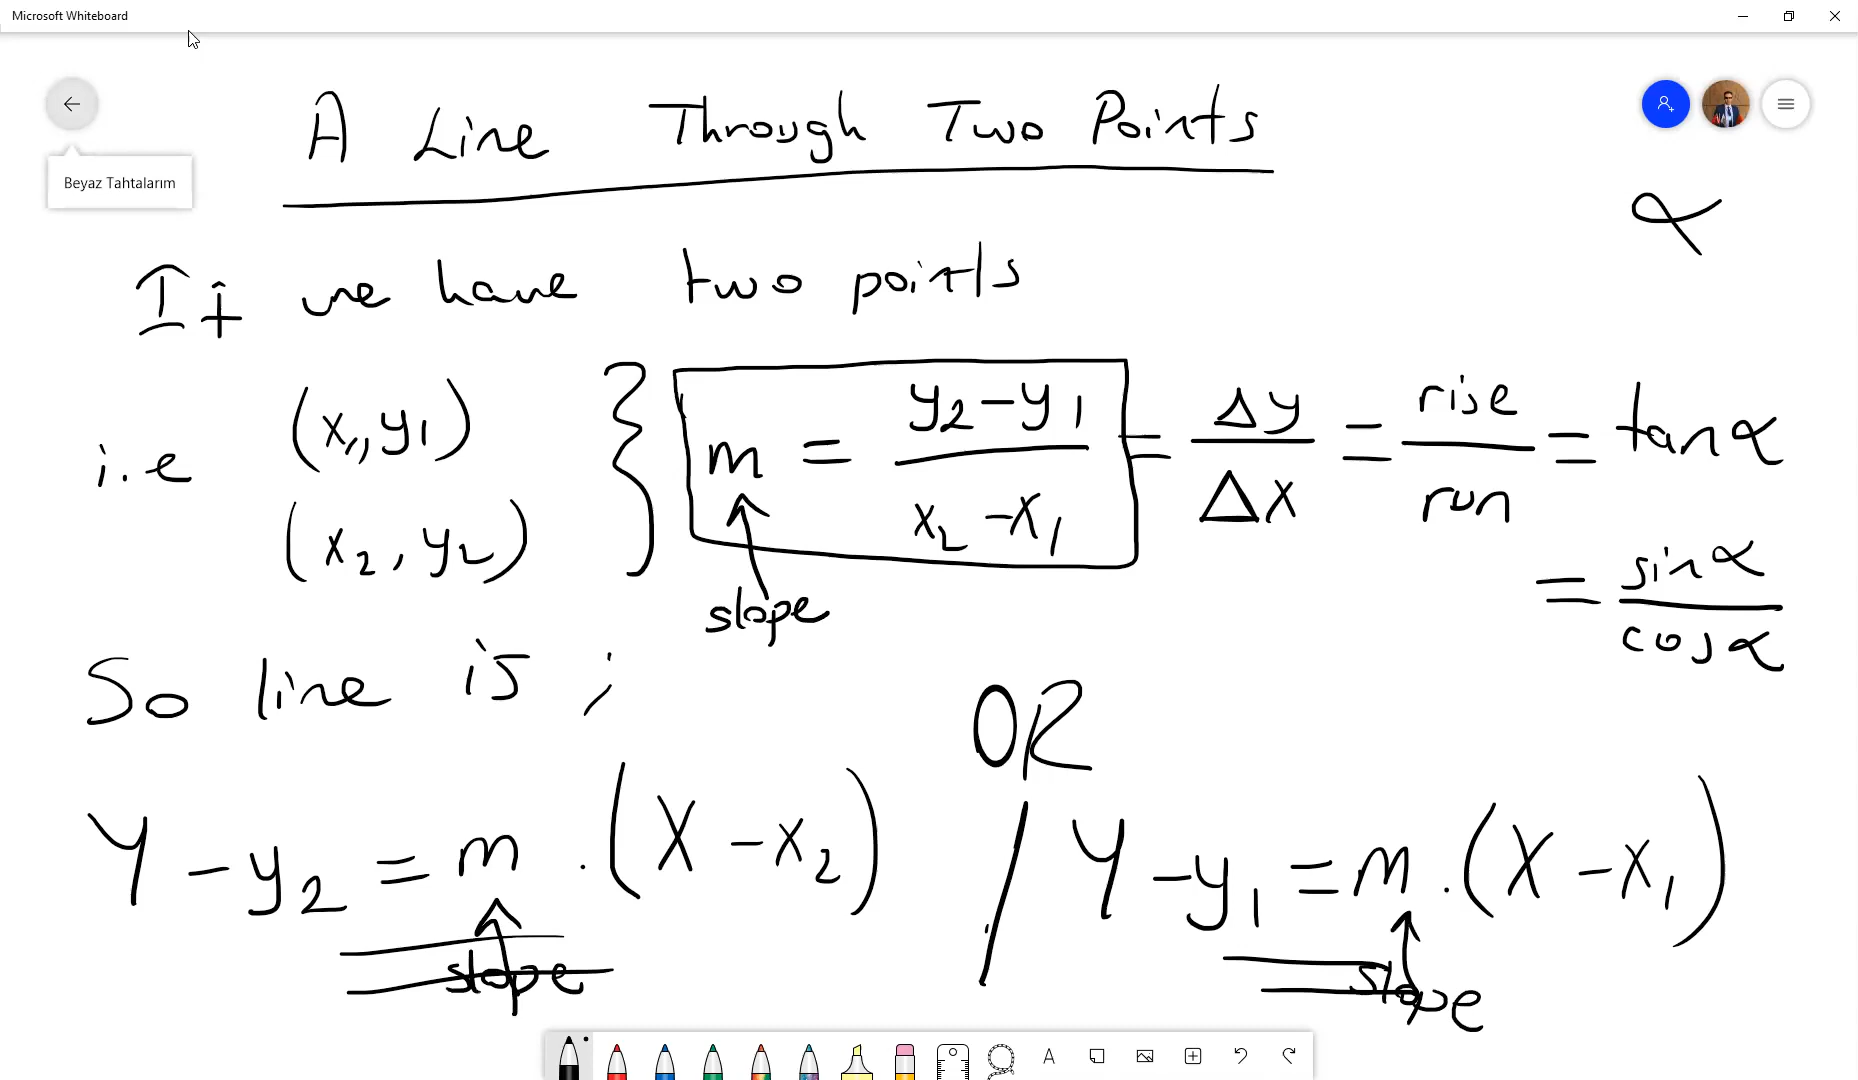 Microsoft Whiteboard
A Line Through Two Points
Beyaz Tahtalarım
α
If we have two points
i.e (x₁,y₁) (x₂,y₂) } m = (y₂-y₁)/(x₂-x₁) = Δy/Δx = rise/run = tanα
= sinα/cosα
slope
So line is ;
OR
Y-y₂ = m . (X-x₂) / Y-y₁ = m . (X-x₁)
slope slope
A